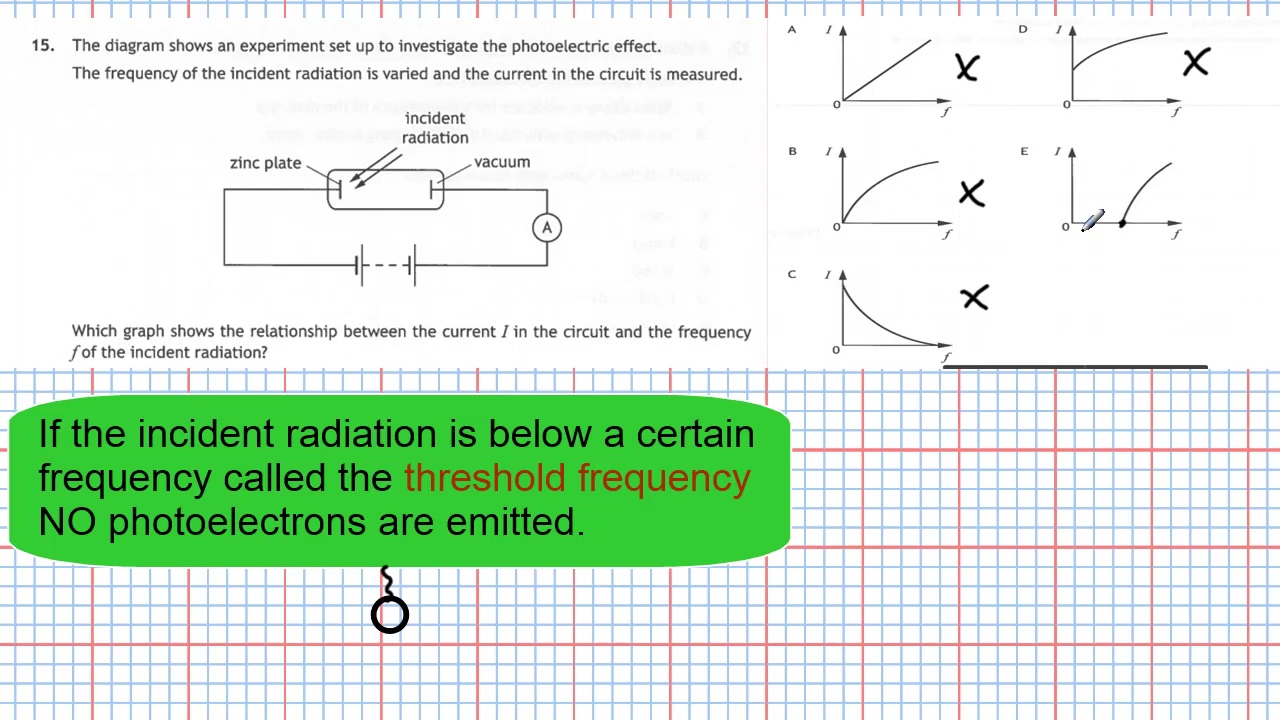 15. The diagram shows an experiment set up to investigate the photoelectric effect.
The frequency of the incident radiation is varied and the current in the circuit is measured.
incident
radiation
zinc plate
vacuum
A
Which graph shows the relationship between the current I in the circuit and the frequency
f of the incident radiation?
A I
0 f
X
B I
0 f
X
C I
0 f
X
D I
0 f
X
E I
0 f
If the incident radiation is below a certain
frequency called the threshold frequency
NO photoelectrons are emitted.